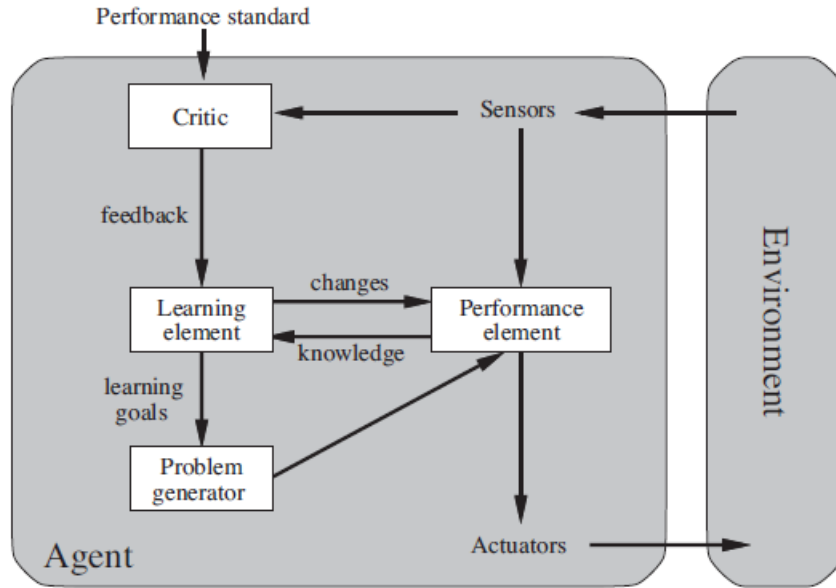 Performance standard
Critic
Sensors
feedback
changes
Learning
element
Performance
element
knowledge
learning
goals
Problem
generator
Agent
Actuators
Environment